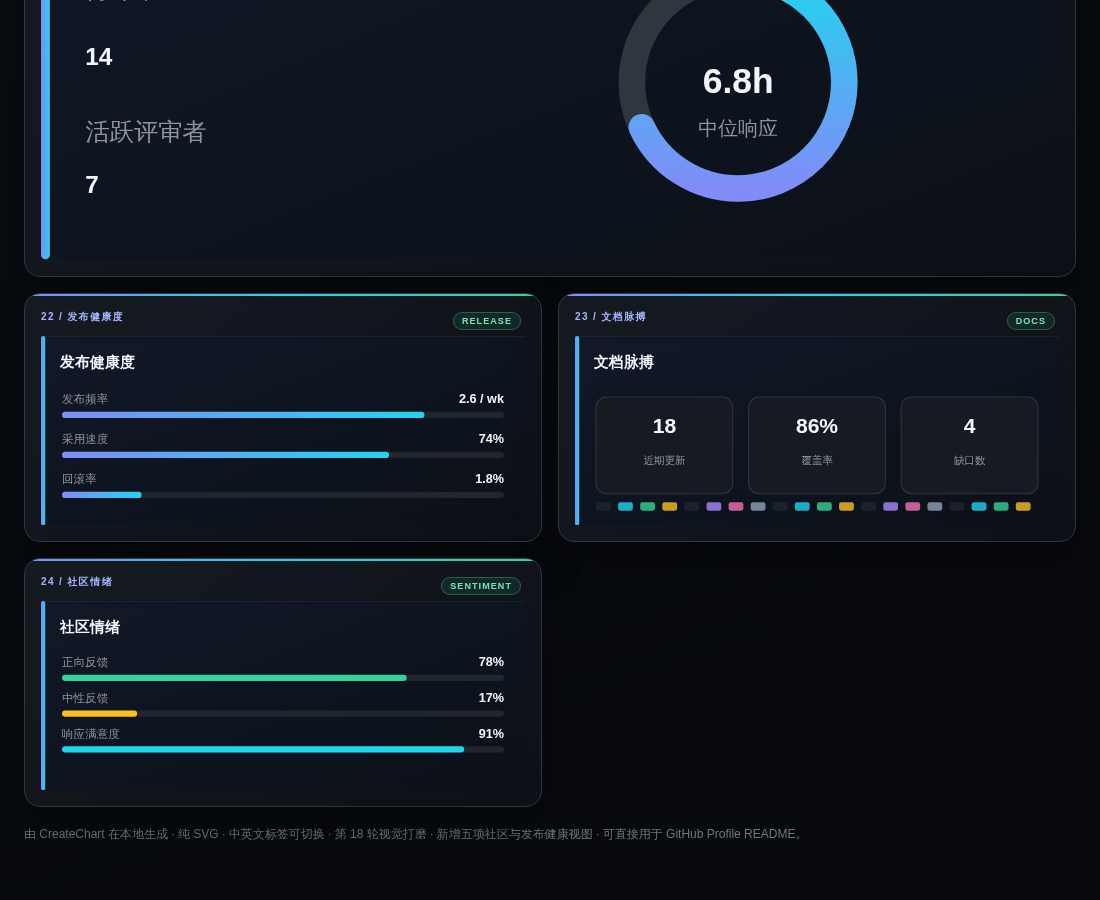 14
活跃评审者
7
6.8h
中位响应
22 / 发布健康度
RELEASE
发布健康度
发布频率 2.6 / wk
采用速度 74%
回滚率 1.8%
23 / 文档脉搏
DOCS
文档脉搏
18 86% 4
近期更新 覆盖率 缺口数
24 / 社区情绪
SENTIMENT
社区情绪
正向反馈 78%
中性反馈 17%
响应满意度 91%
由 CreateChart 在本地生成 · 纯 SVG · 中英文标签可切换 · 第 18 轮视觉打磨 · 新增五项社区与发布健康视图 · 可直接用于 GitHub Profile README。